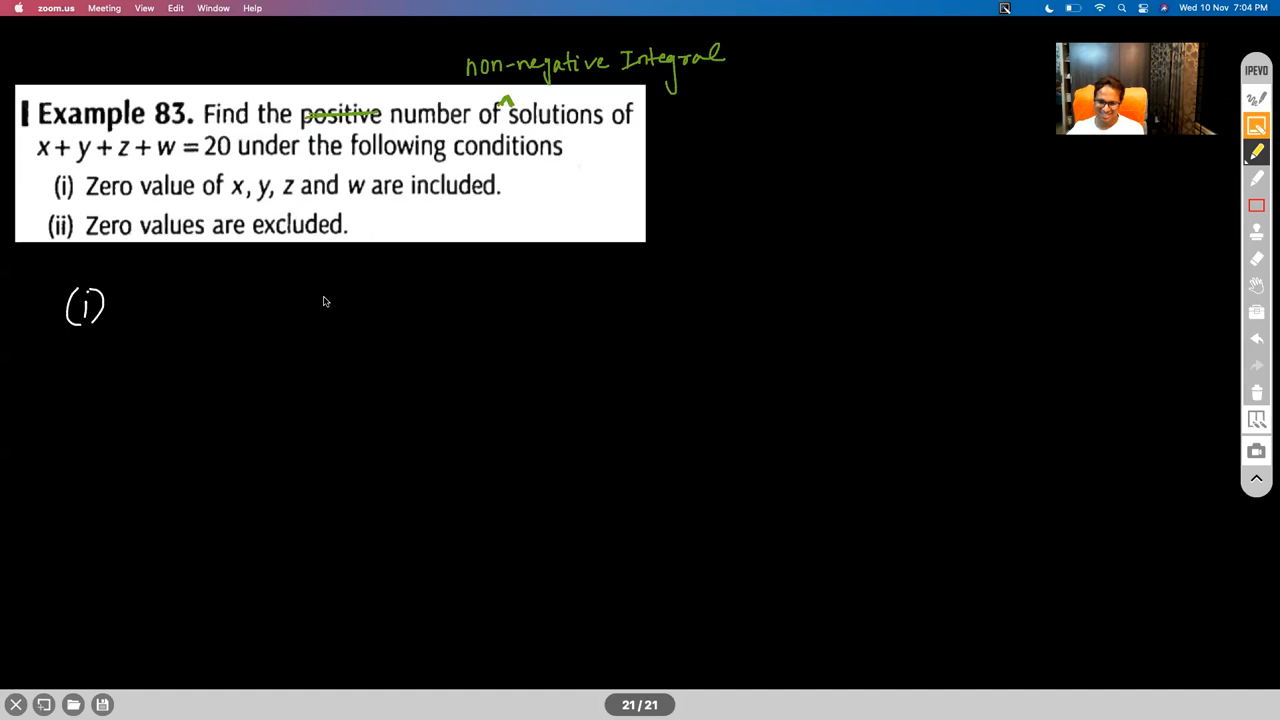 zoom.us Meeting View Edit Window Help Wed 10 Nov 7:04 PM
non-negative Integral
IPEVO
Example 83. Find the positive number of ^ solutions of
x + y + z + w = 20 under the following conditions
(i) Zero value of x, y, z and w are included.
(ii) Zero values are excluded.
(i)
21/21